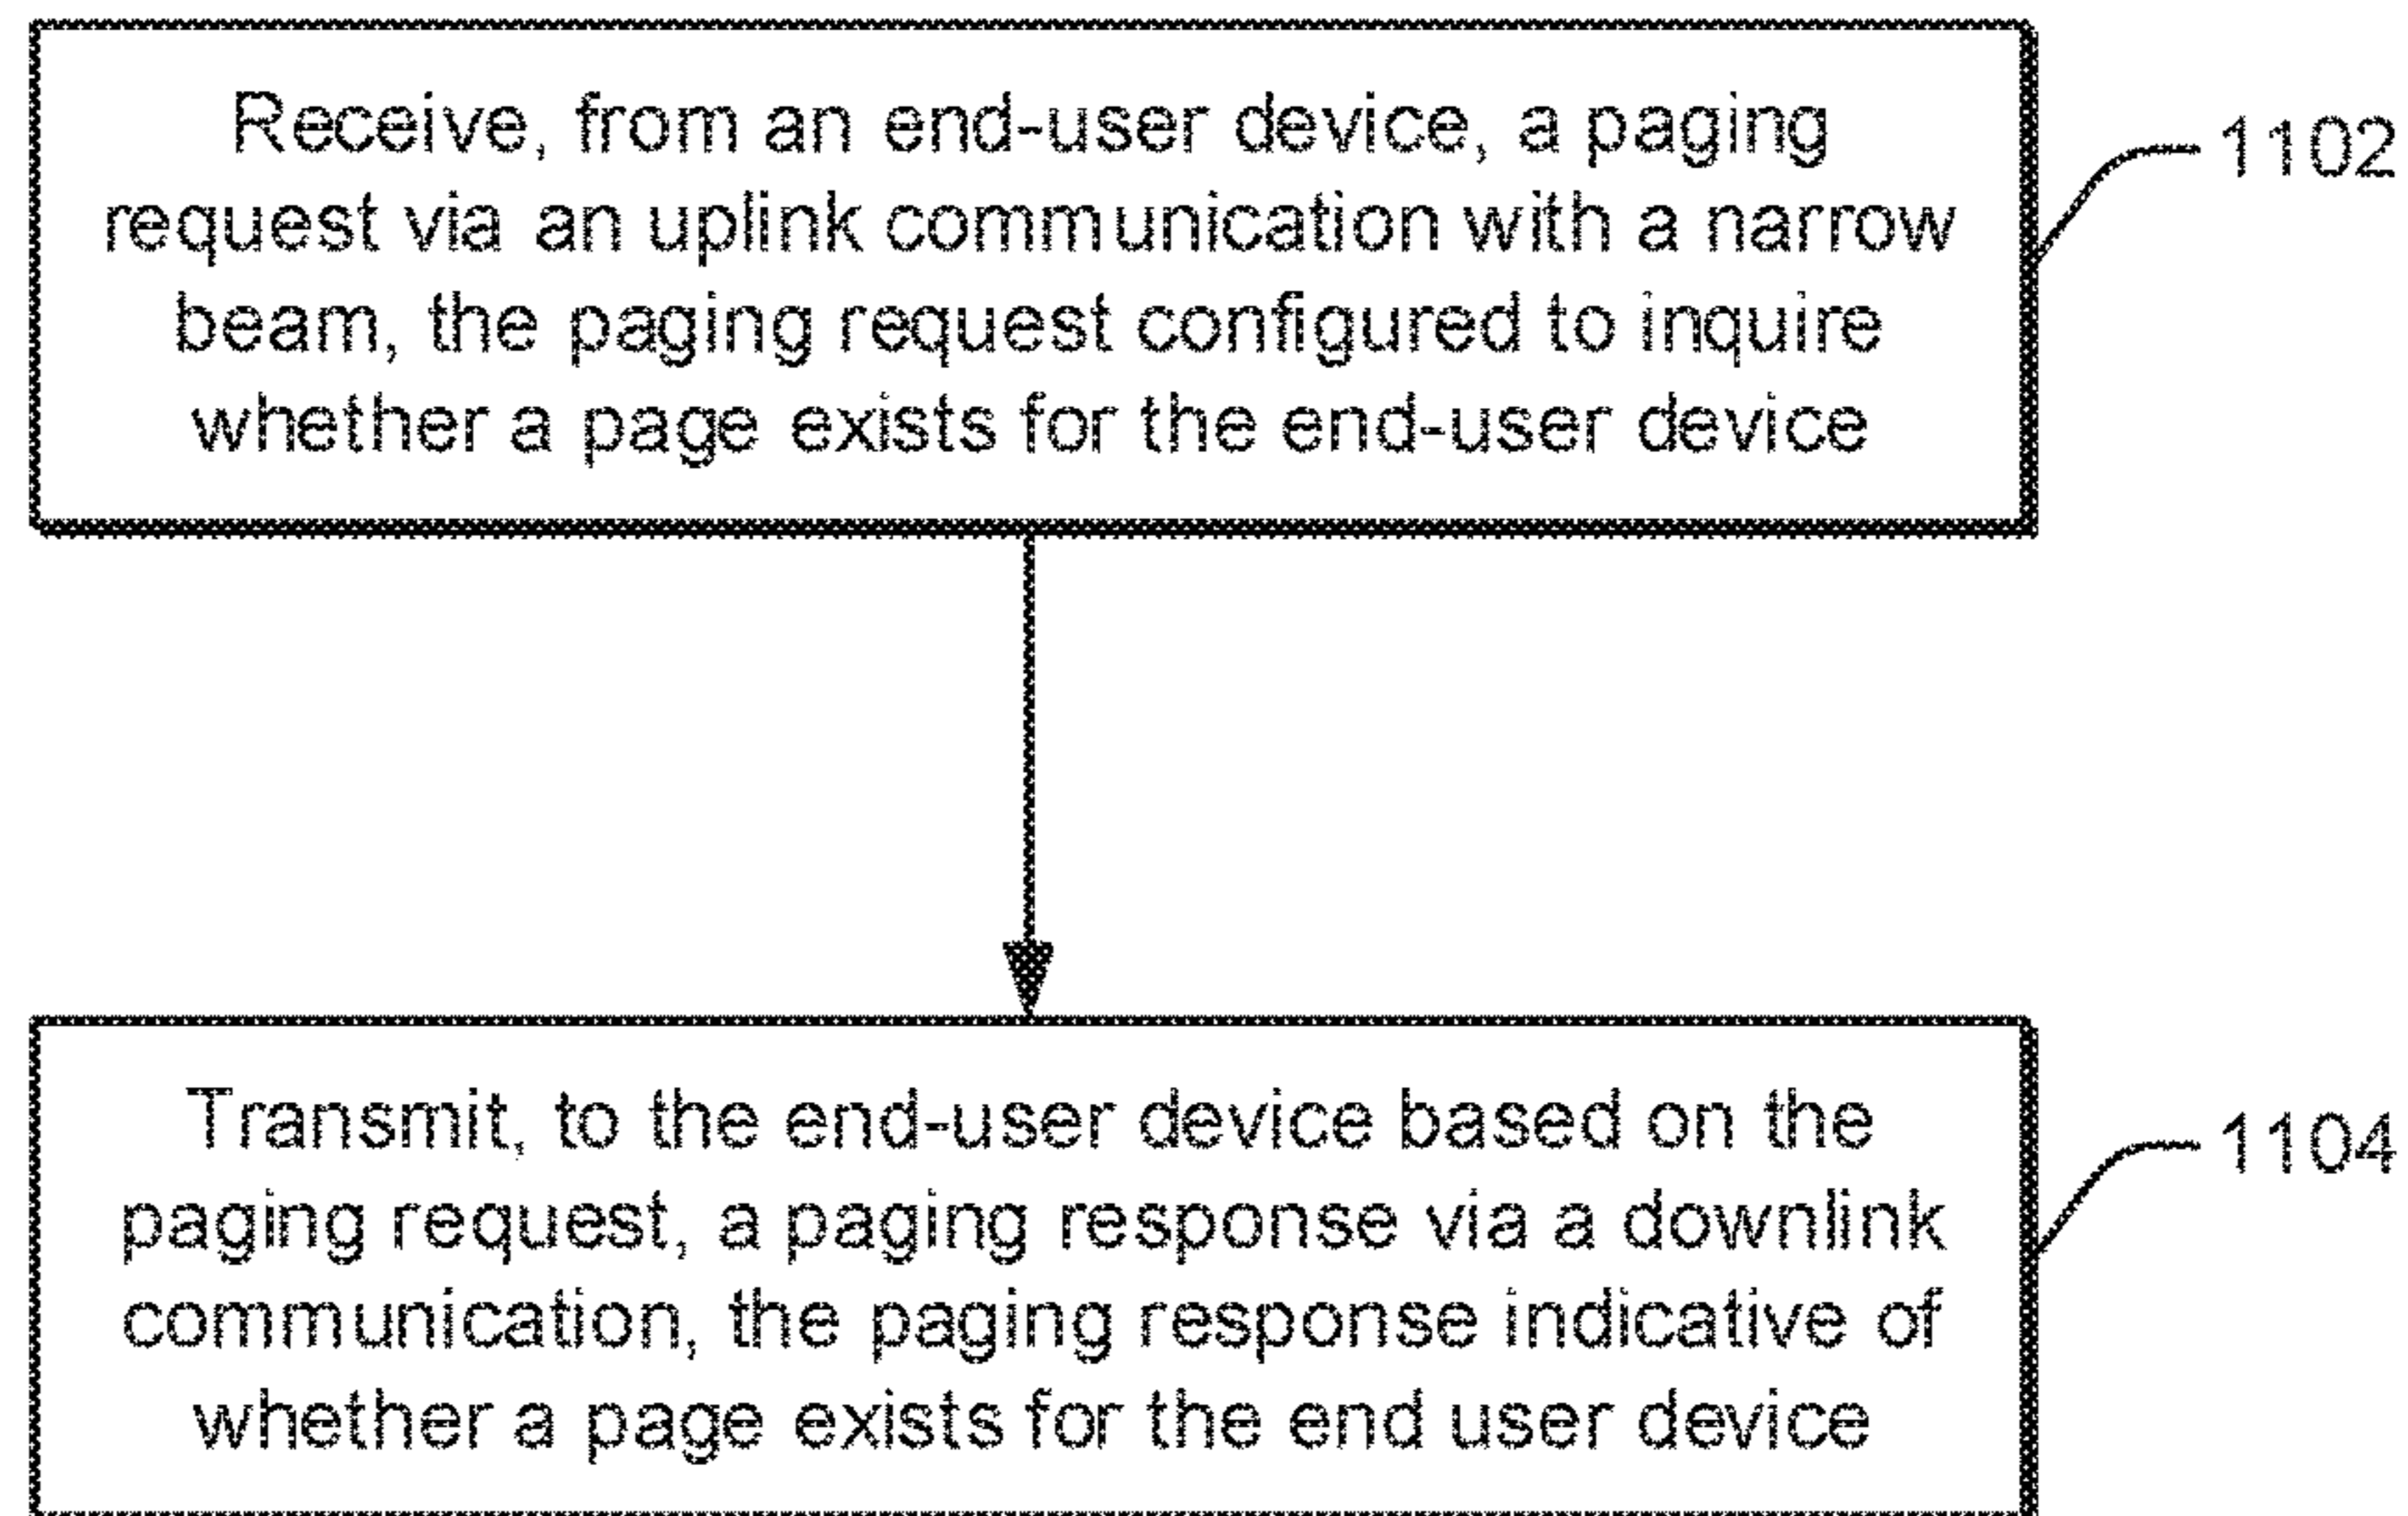 Receive, from an end-user device, a paging
request via an uplink communication with a narrow
beam, the paging request configured to inquire
whether a page exists for the end-user device
1102
Transmit, to the end-user device based on the
paging request, a paging response via a downlink
communication, the paging response indicative of
whether a page exists for the end user device
1104